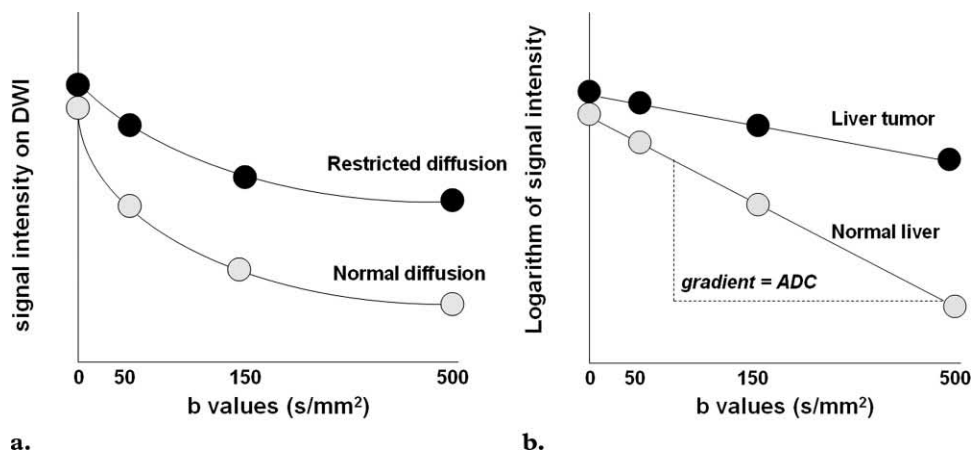 signal intensity on DWI
Restricted diffusion
Normal diffusion
0 50 150 500
b values (s/mm²)
a.
Logarithm of signal intensity
Liver tumor
Normal liver
gradient = ADC
0 50 150 500
b values (s/mm²)
b.